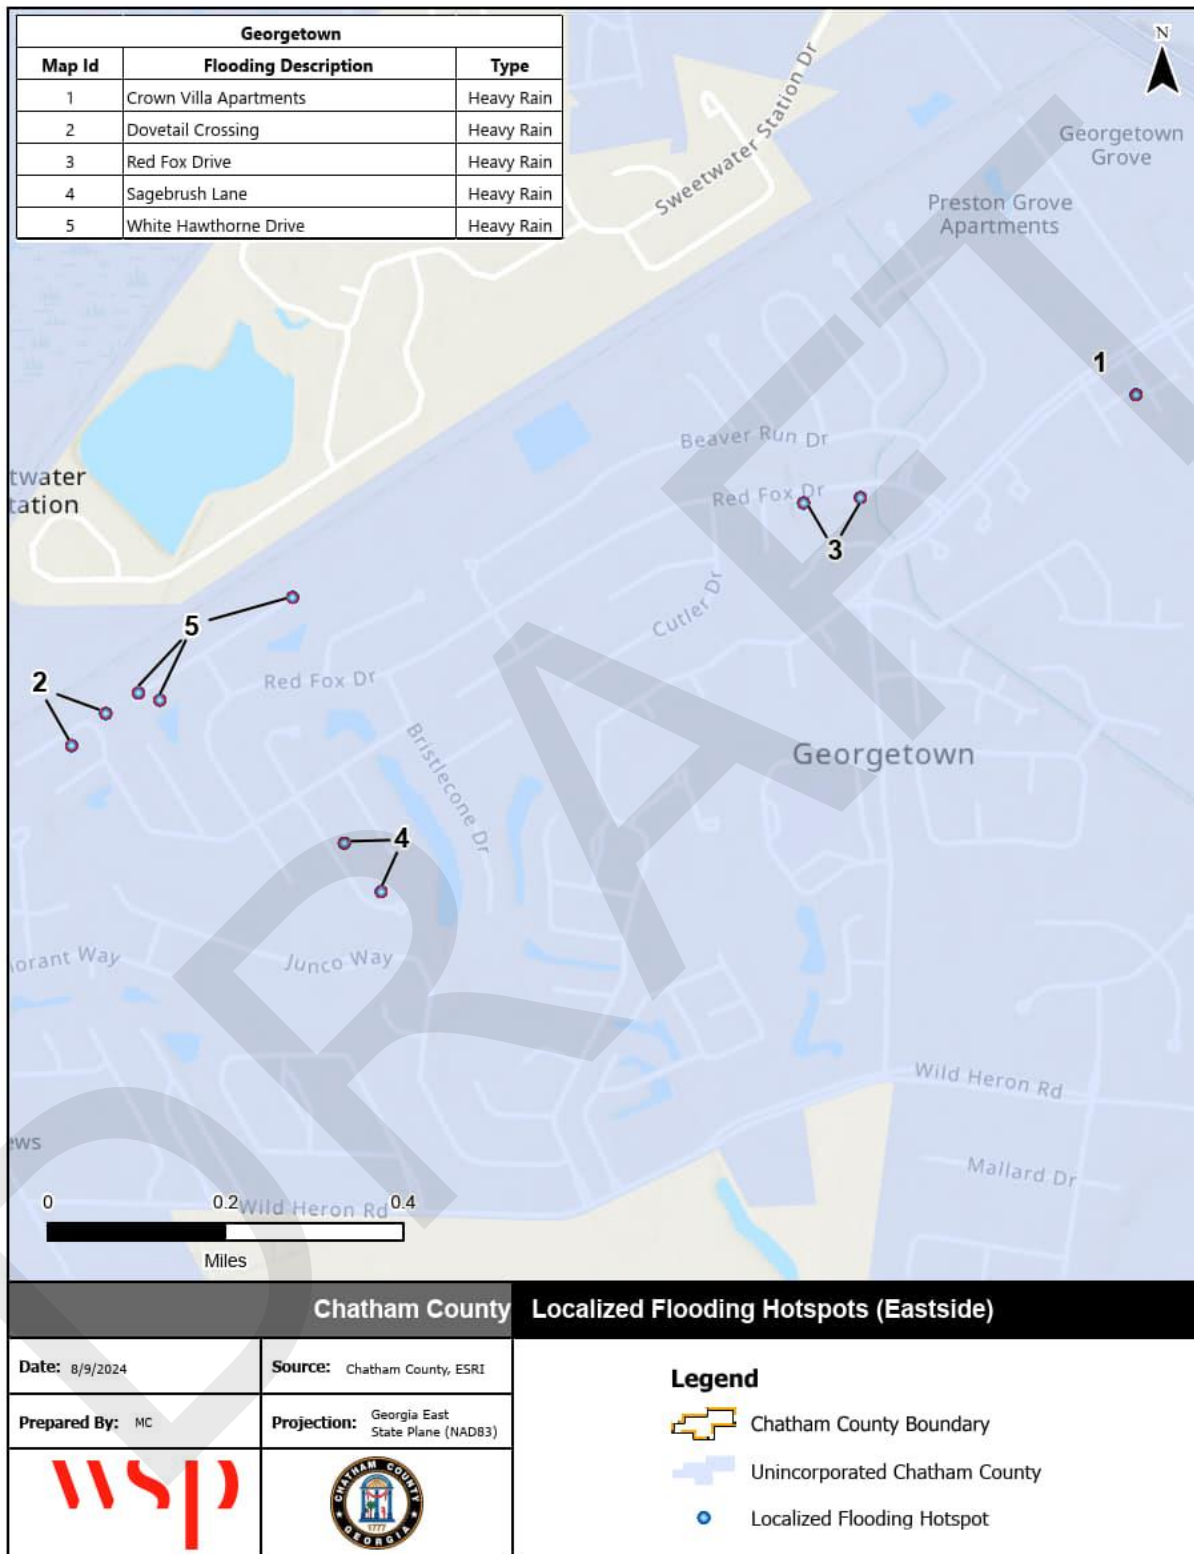 Georgetown
Map Id Flooding Description Type
1 Crown Villa Apartments Heavy Rain
2 Dovetail Crossing Heavy Rain
3 Red Fox Drive Heavy Rain
4 Sagebrush Lane Heavy Rain
5 White Hawthorne Drive Heavy Rain
N
Sweetwater Station Dr
Georgetown
Grove
Preston Grove
Apartments
1
Beaver Run Dr
twater
tation
Red Fox Dr
3
Cutler Dr
5
2
Red Fox Dr
Bristlecone Dr
Georgetown
4
orant Way
Junco Way
Wild Heron Rd
ews
Mallard Dr
0 0.2 0.4
Wild Heron Rd
Miles
DRAFT
Chatham County Localized Flooding Hotspots (Eastside)
Date: 8/9/2024
Source: Chatham County, ESRI
Prepared By: MC
Projection: Georgia East
State Plane (NAD83)
wsp
CHATHAM COUNTY
1777
GEORGIA
Legend
Chatham County Boundary
Unincorporated Chatham County
Localized Flooding Hotspot